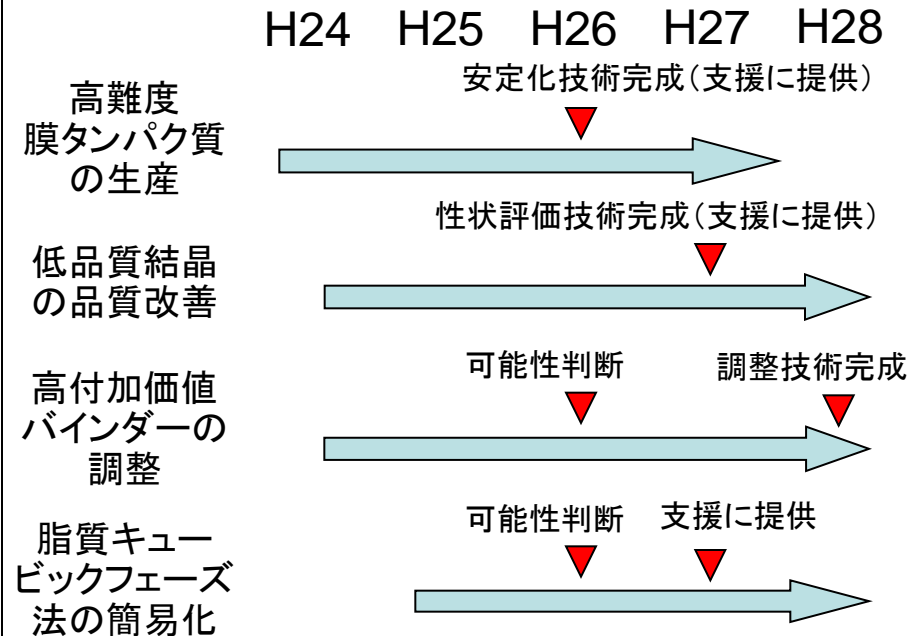 H24 H25 H26 H27 H28
安定化技術完成(支援に提供)
高難度
膜タンパク質
の生産
性状評価技術完成(支援に提供)
低品質結晶
の品質改善
可能性判断 調整技術完成
高付加価値
バインダーの
調整
可能性判断 支援に提供
脂質キュー
ビックフェーズ
法の簡易化